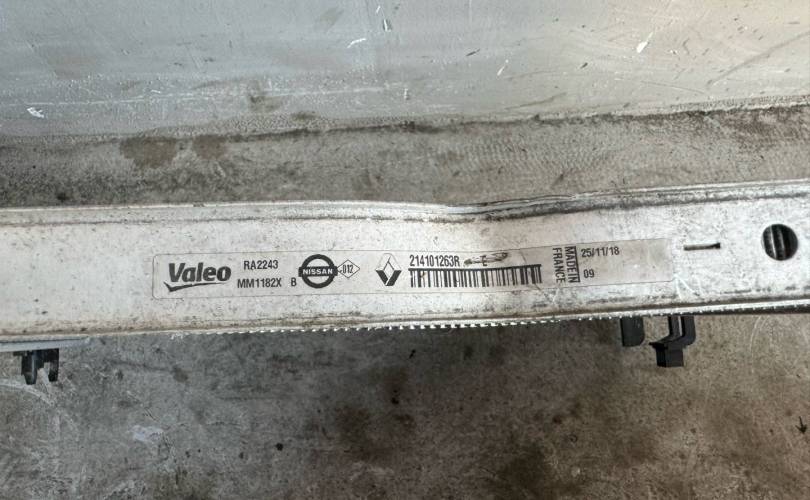 Valeo
RA2243
MM1182X B
NISSAN
012
214101263R
E
MADE IN
FRANCE
25/11/18
09